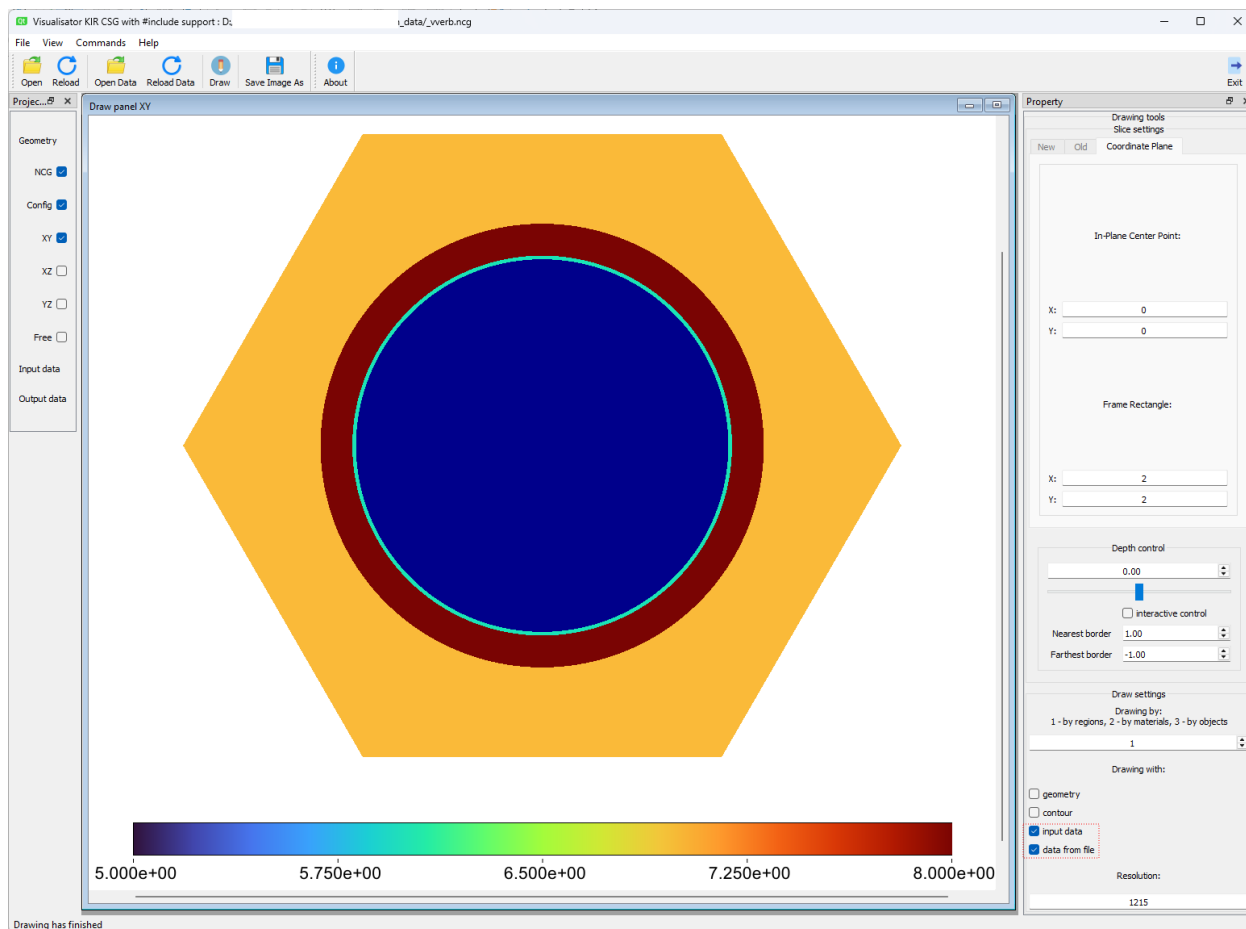 Visualisator KIR CSG with #include support : D:
_data/_vverb.ncg
File View Commands Help
Open Reload Open Data Reload Data Draw Save Image As About Exit
Projec...
Draw panel XY
Property
Drawing tools
Slice settings
New Old Coordinate Plane
Geometry
NCG
Config
XY
XZ
YZ
Free
Input data
Output data
In-Plane Center Point:
X: 0
Y: 0
Frame Rectangle:
X: 2
Y: 2
Depth control
0.00
interactive control
Nearest border 1.00
Farthest border -1.00
Draw settings
Drawing by:
1 - by regions, 2 - by materials, 3 - by objects
1
Drawing with:
geometry
contour
input data
data from file
Resolution:
1215
5.000e+00 5.750e+00 6.500e+00 7.250e+00 8.000e+00
Drawing has finished